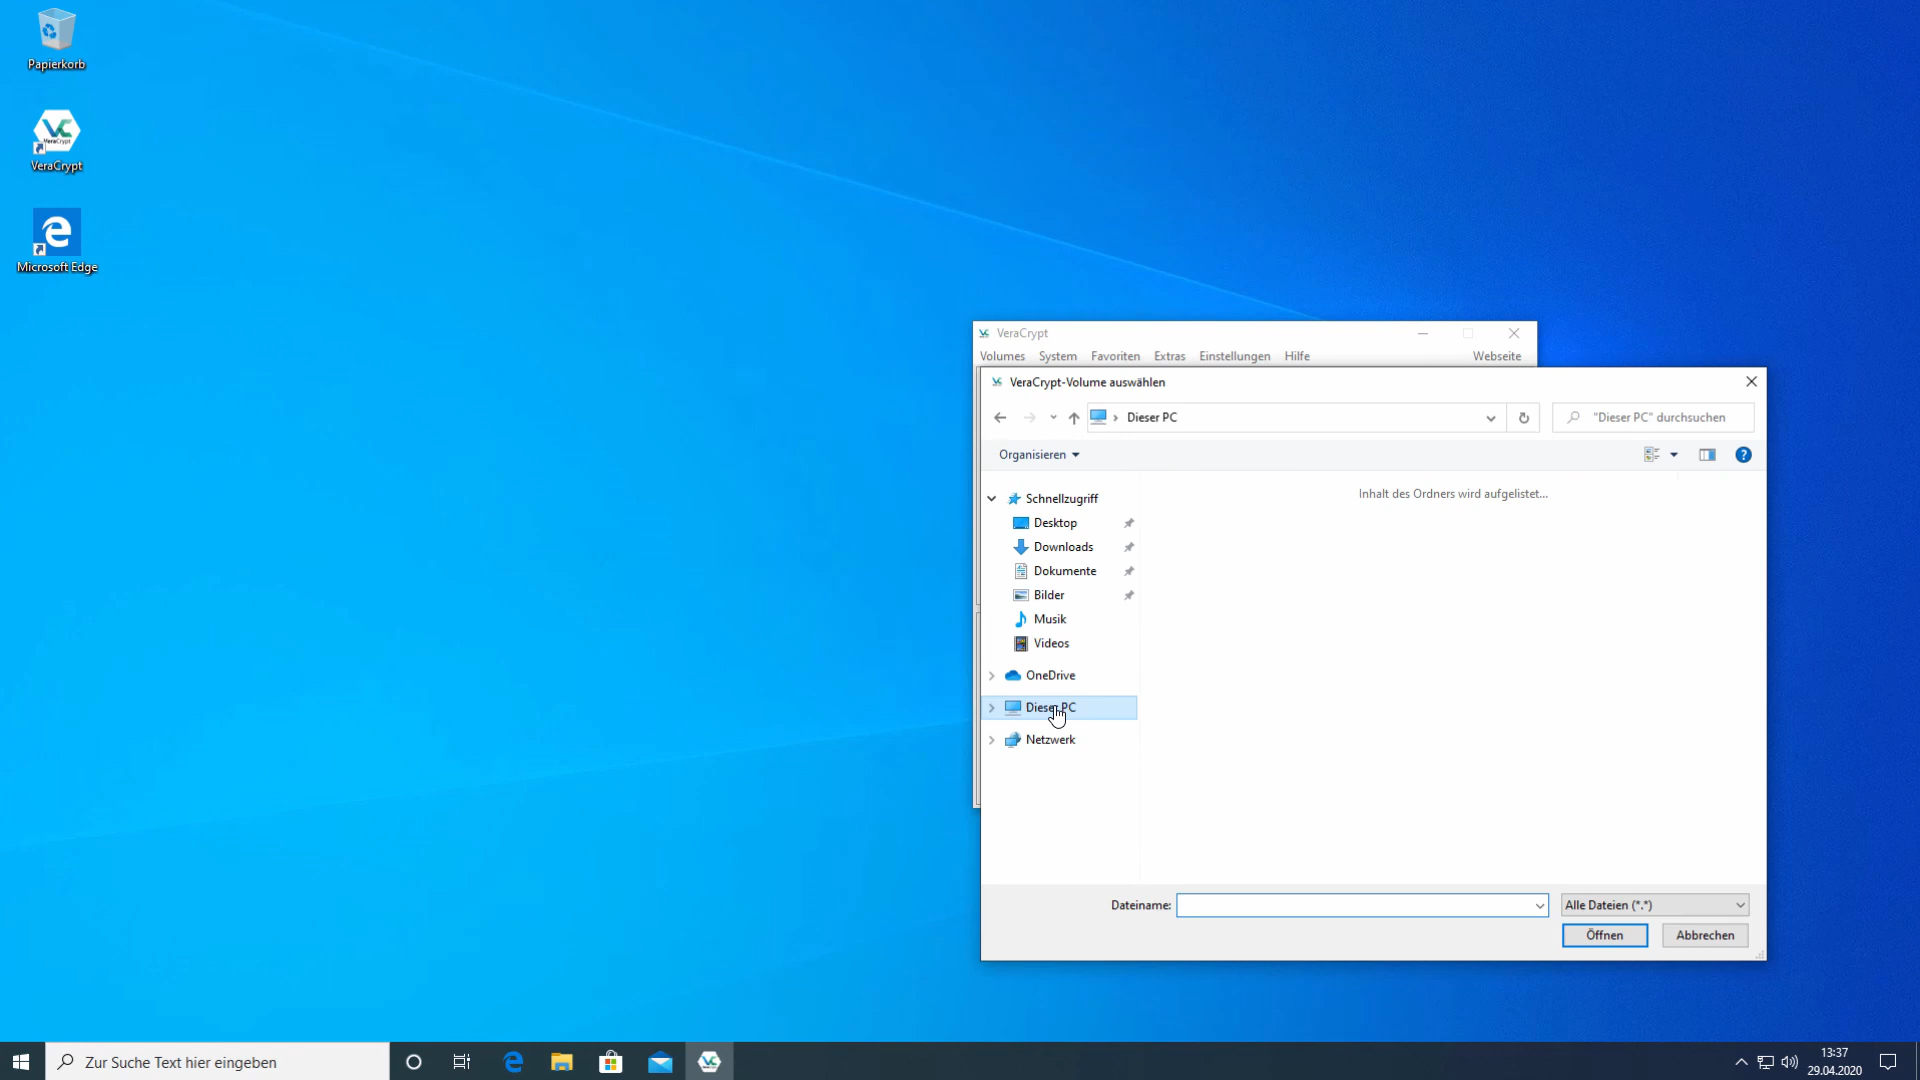 Papierkorb
VeraCrypt
VeraCrypt
Microsoft Edge
VeraCrypt
Volumes System Favoriten Extras Einstellungen Hilfe Webseite
VeraCrypt-Volume auswählen
Dieser PC
"Dieser PC" durchsuchen
Organisieren
Schnellzugriff
Inhalt des Ordners wird aufgelistet...
Desktop
Downloads
Dokumente
Bilder
Musik
Videos
OneDrive
Dieser PC
Netzwerk
Dateiname:
Alle Dateien (*.*)
Öffnen
Abbrechen
Zur Suche Text hier eingeben
13:37
29.04.2020